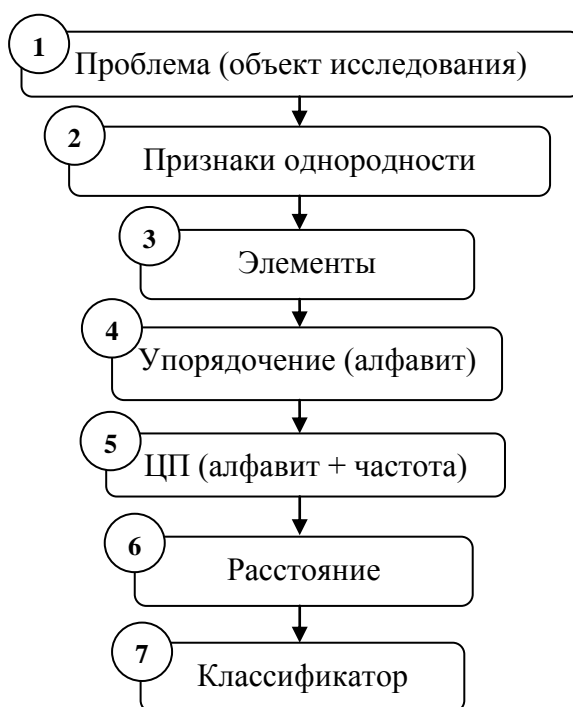 1
Проблема (объект исследования)
2
Признаки однородности
3
Элементы
4
Упорядочение (алфавит)
5
ЦП (алфавит + частота)
6
Расстояние
7
Классификатор